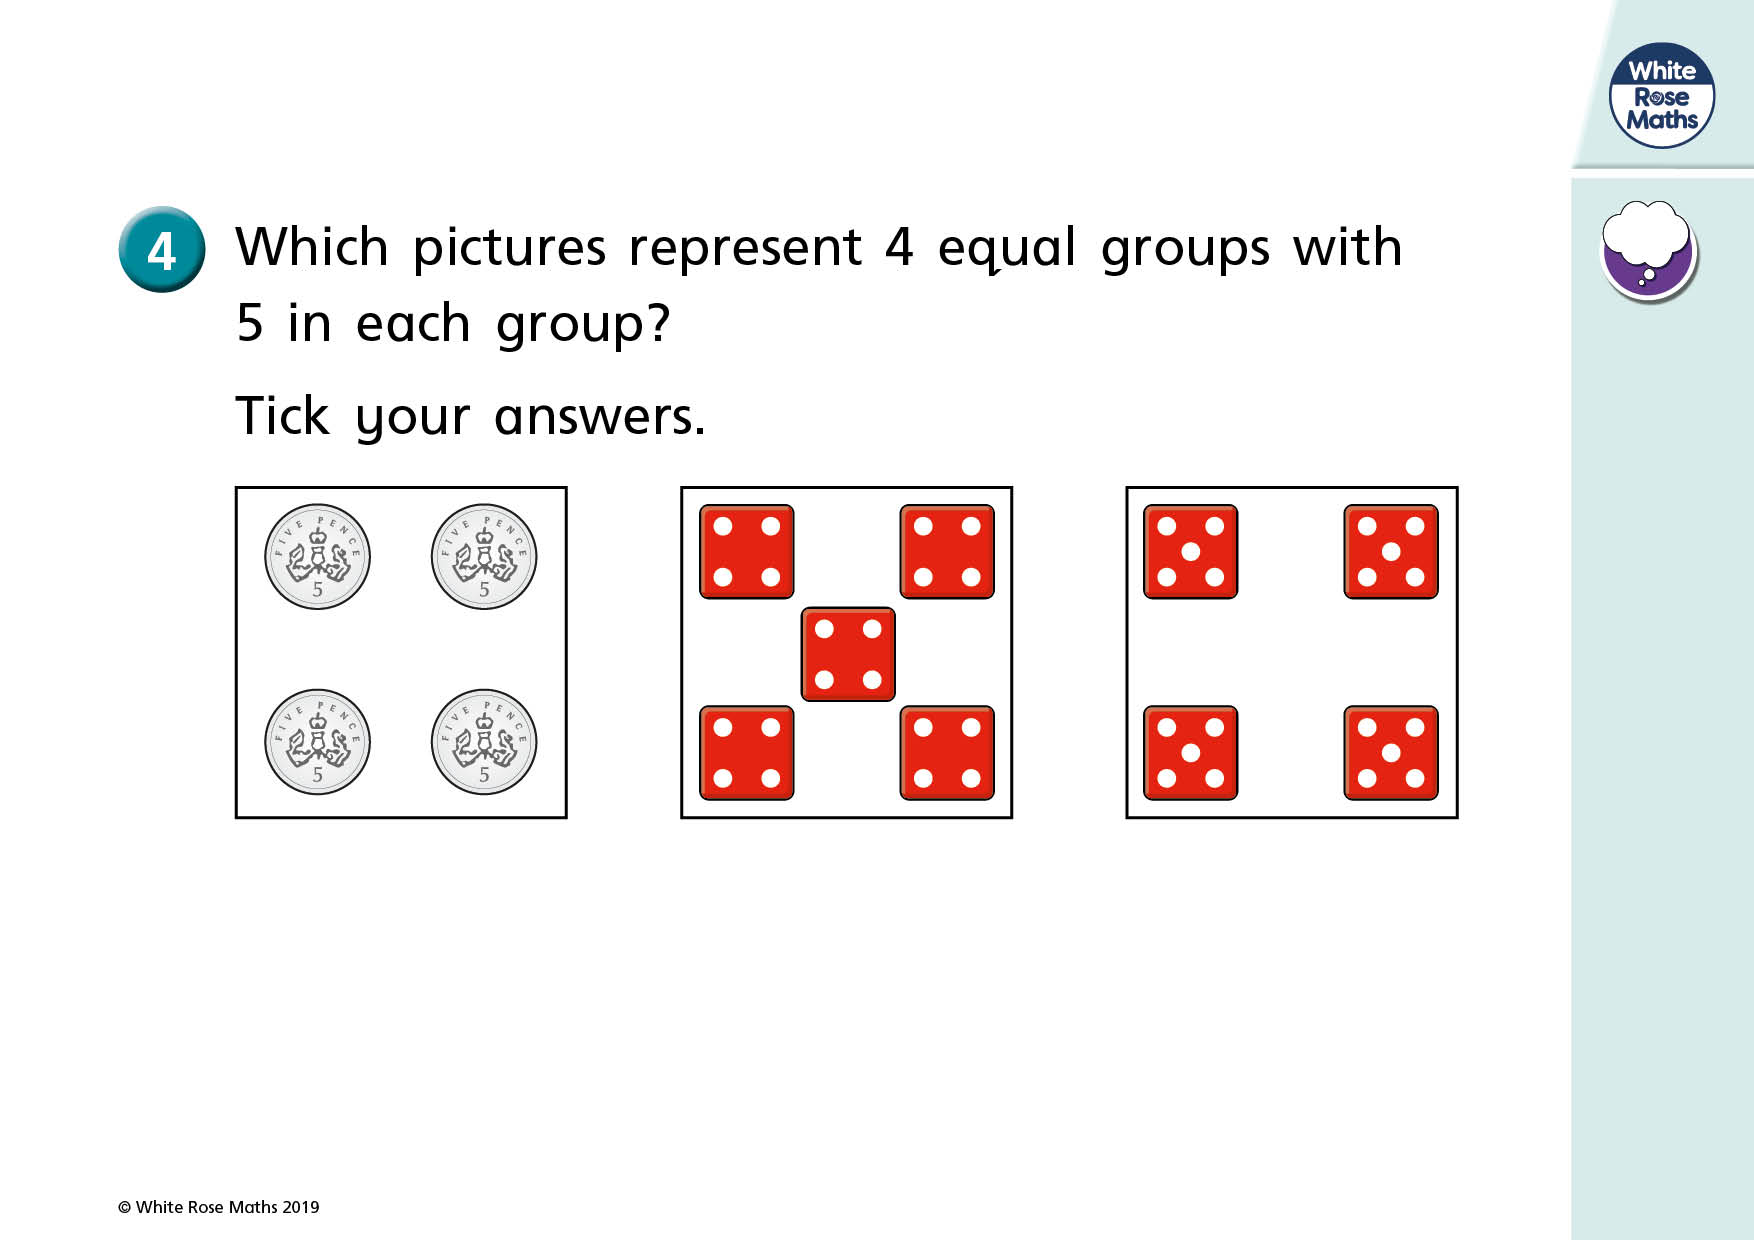 White
Rose
Maths
4
Which pictures represent 4 equal groups with
5 in each group?
Tick your answers.
FIVE PENCE
5
FIVE PENCE
5
FIVE PENCE
5
FIVE PENCE
5
© White Rose Maths 2019